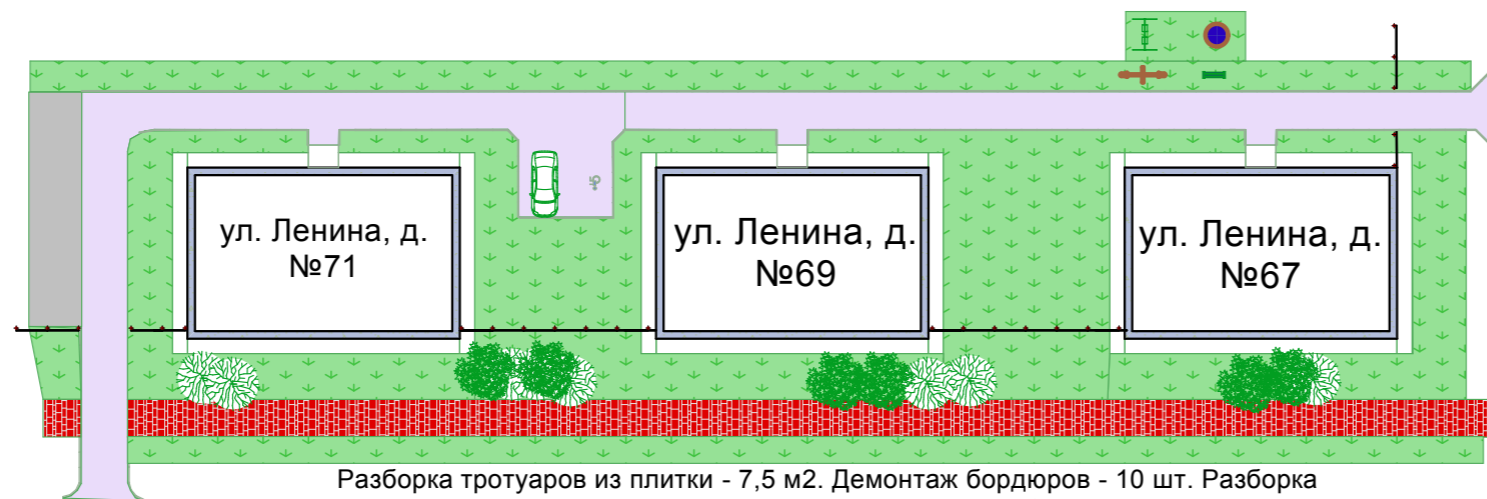 ул. Ленина, д.
№71
ул. Ленина, д.
№69
ул. Ленина, д.
№67
Разборка тротуаров из плитки - 7,5 м2. Демонтаж бордюров - 10 шт. Разборка